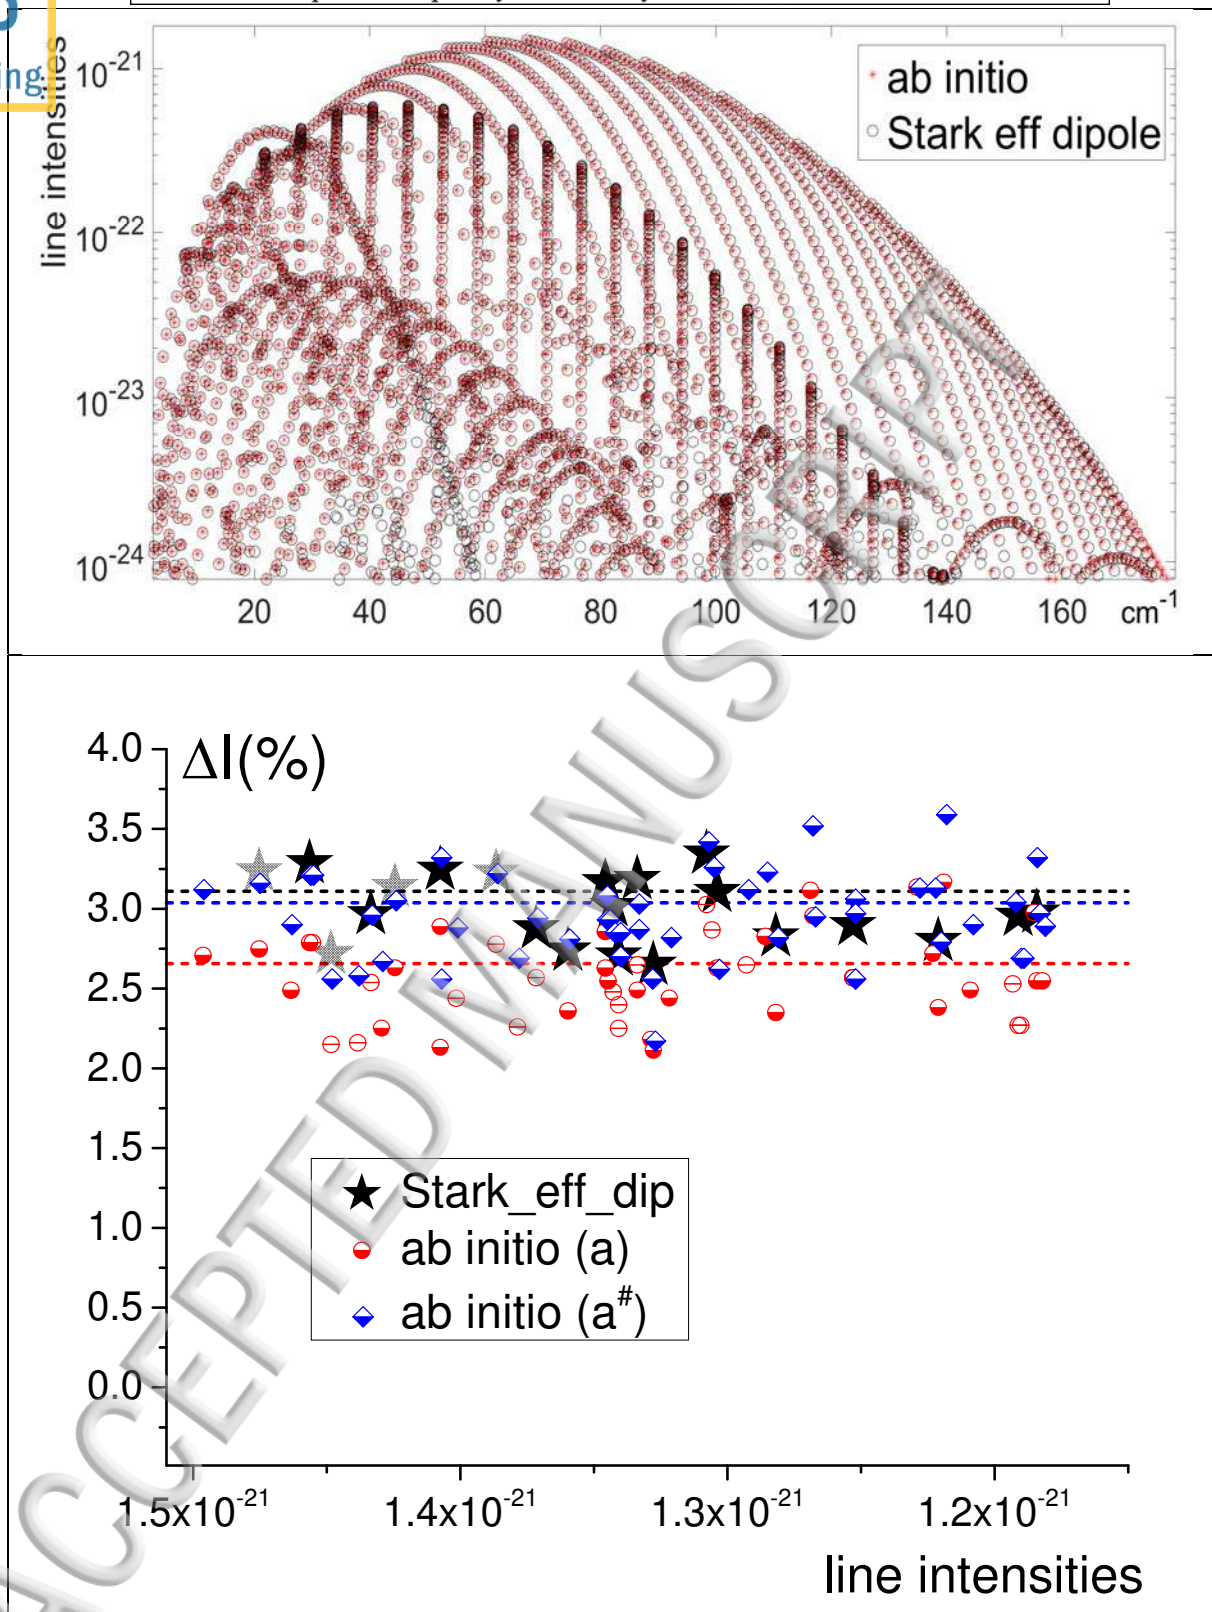 ing
line intensities
10-21
10-22
10-23
10-24
ab initio
Stark eff dipole
20 40 60 80 100 120 140 160 cm-1
ΔI(%)
4.0
3.5
3.0
2.5
2.0
1.5
1.0
0.5
0.0
Stark_eff_dip
ab initio (a)
ab initio (a#)
1.5x10-21 1.4x10-21 1.3x10-21 1.2x10-21
line intensities
ACCEPTED MANUSCRIPT